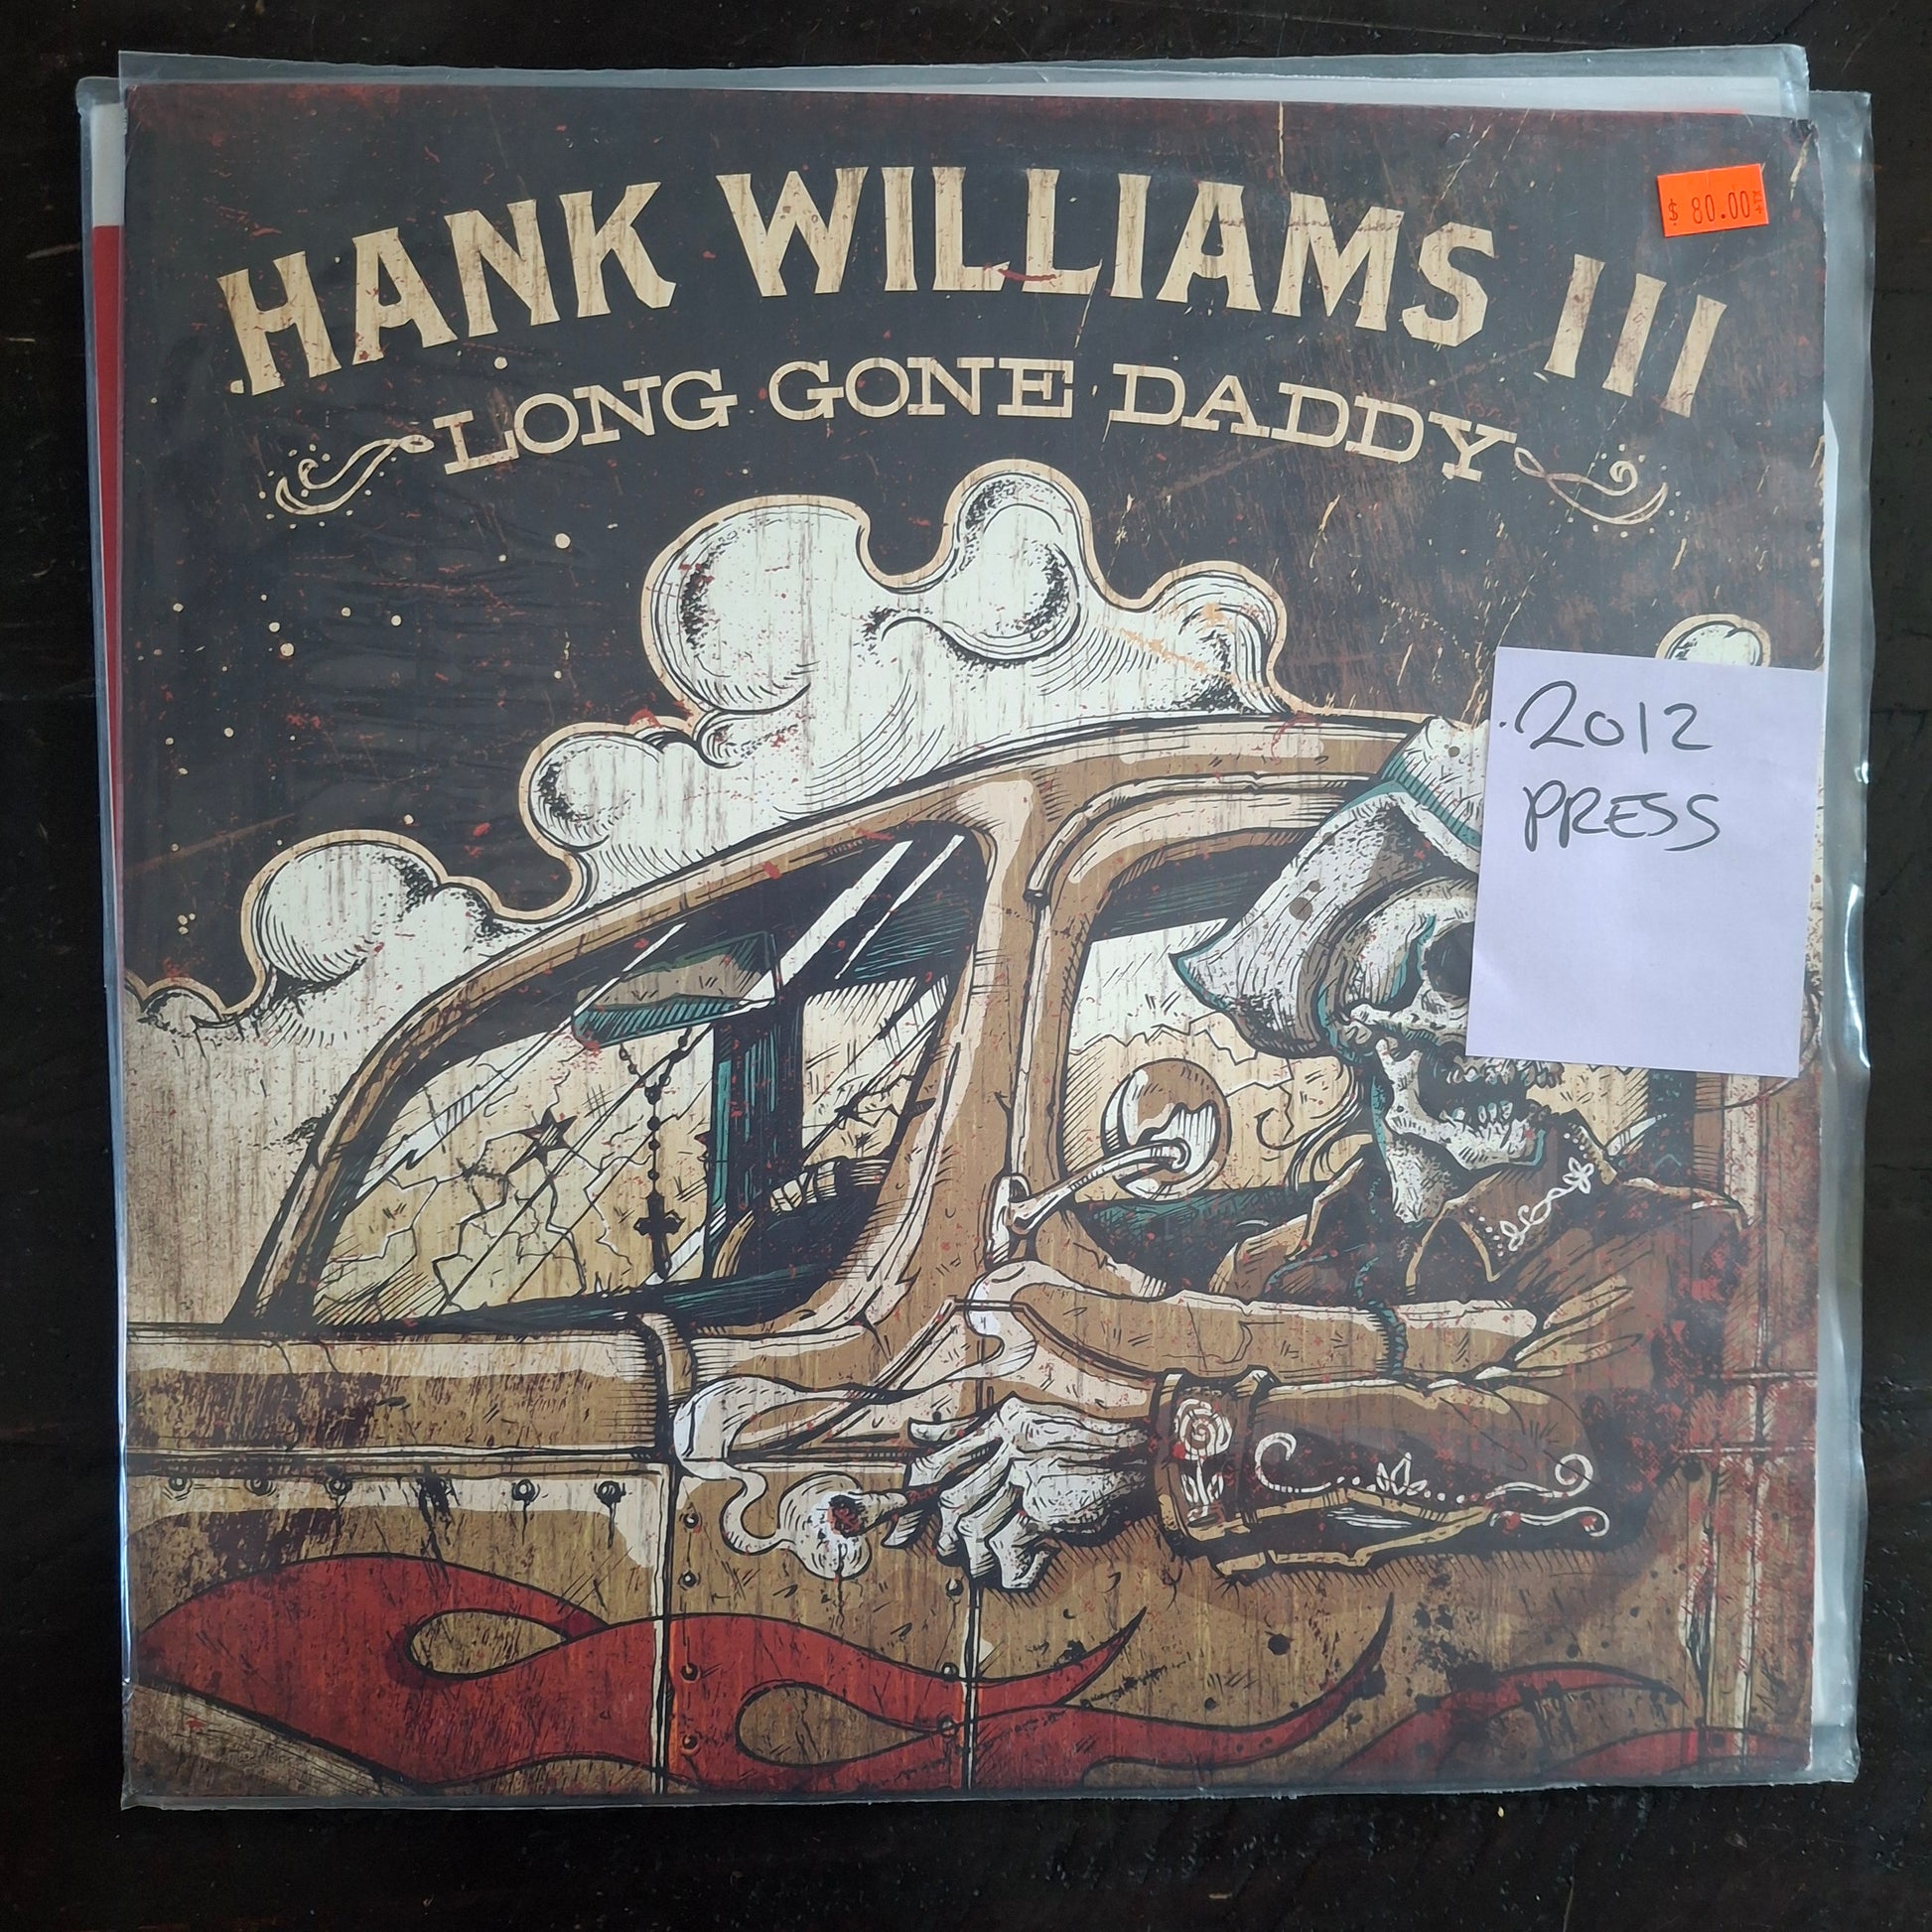 HANK WILLIAMS III
$ 80.00
LONG GONE DADDY
2012
PRESS